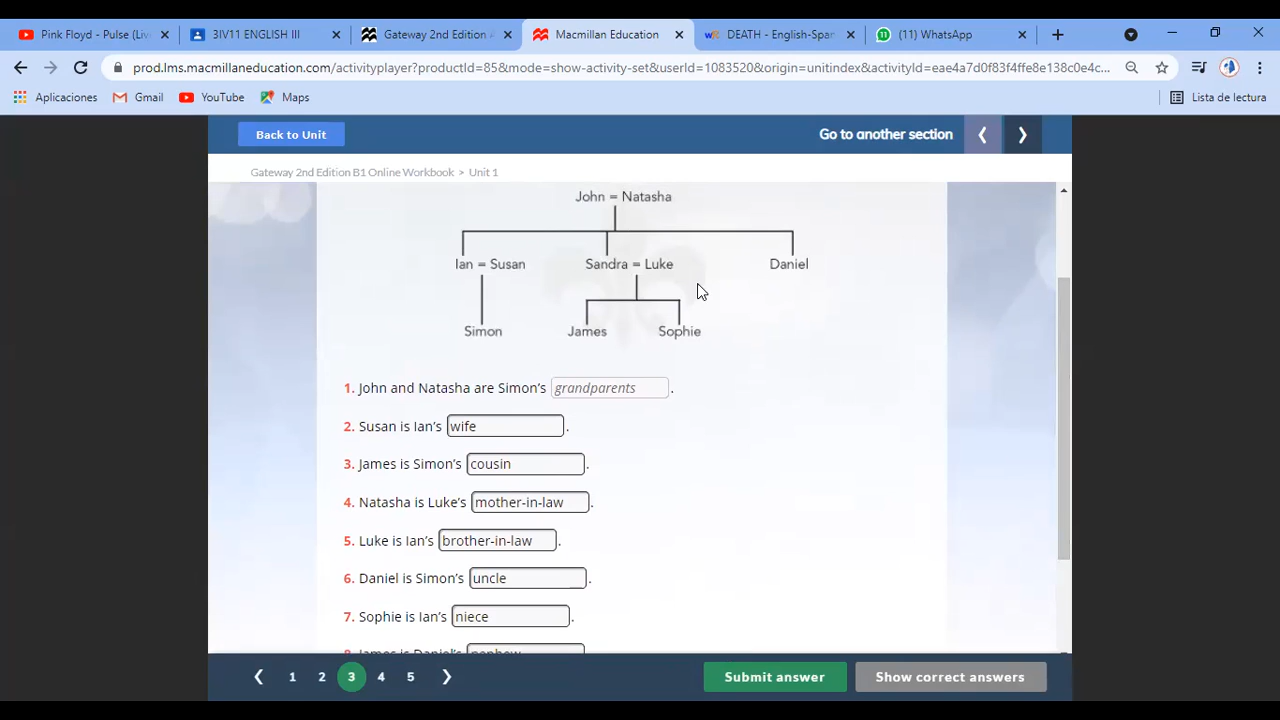 Pink Floyd - Pulse (Liv
3IV11 ENGLISH III
Gateway 2nd Edition
Macmillan Education
DEATH - English-Spar
(11) WhatsApp
prod.lms.macmillaneducation.com/activityplayer?productId=85&mode=show-activity-set&userId=1083520&origin=unitindex&activityId=eae4a7d0f83f4ffe8e138c0e4c...
Aplicaciones
Gmail
YouTube
Maps
Lista de lectura
Back to Unit
Go to another section
Gateway 2nd Edition B1 Online Workbook > Unit 1
John = Natasha
Ian = Susan
Sandra = Luke
Daniel
Simon
James
Sophie
1. John and Natasha are Simon's grandparents .
2. Susan is Ian's wife .
3. James is Simon's cousin .
4. Natasha is Luke's mother-in-law .
5. Luke is Ian's brother-in-law .
6. Daniel is Simon's uncle .
7. Sophie is Ian's niece .
8. James is Daniel's nephew
1 2 3 4 5
Submit answer
Show correct answers